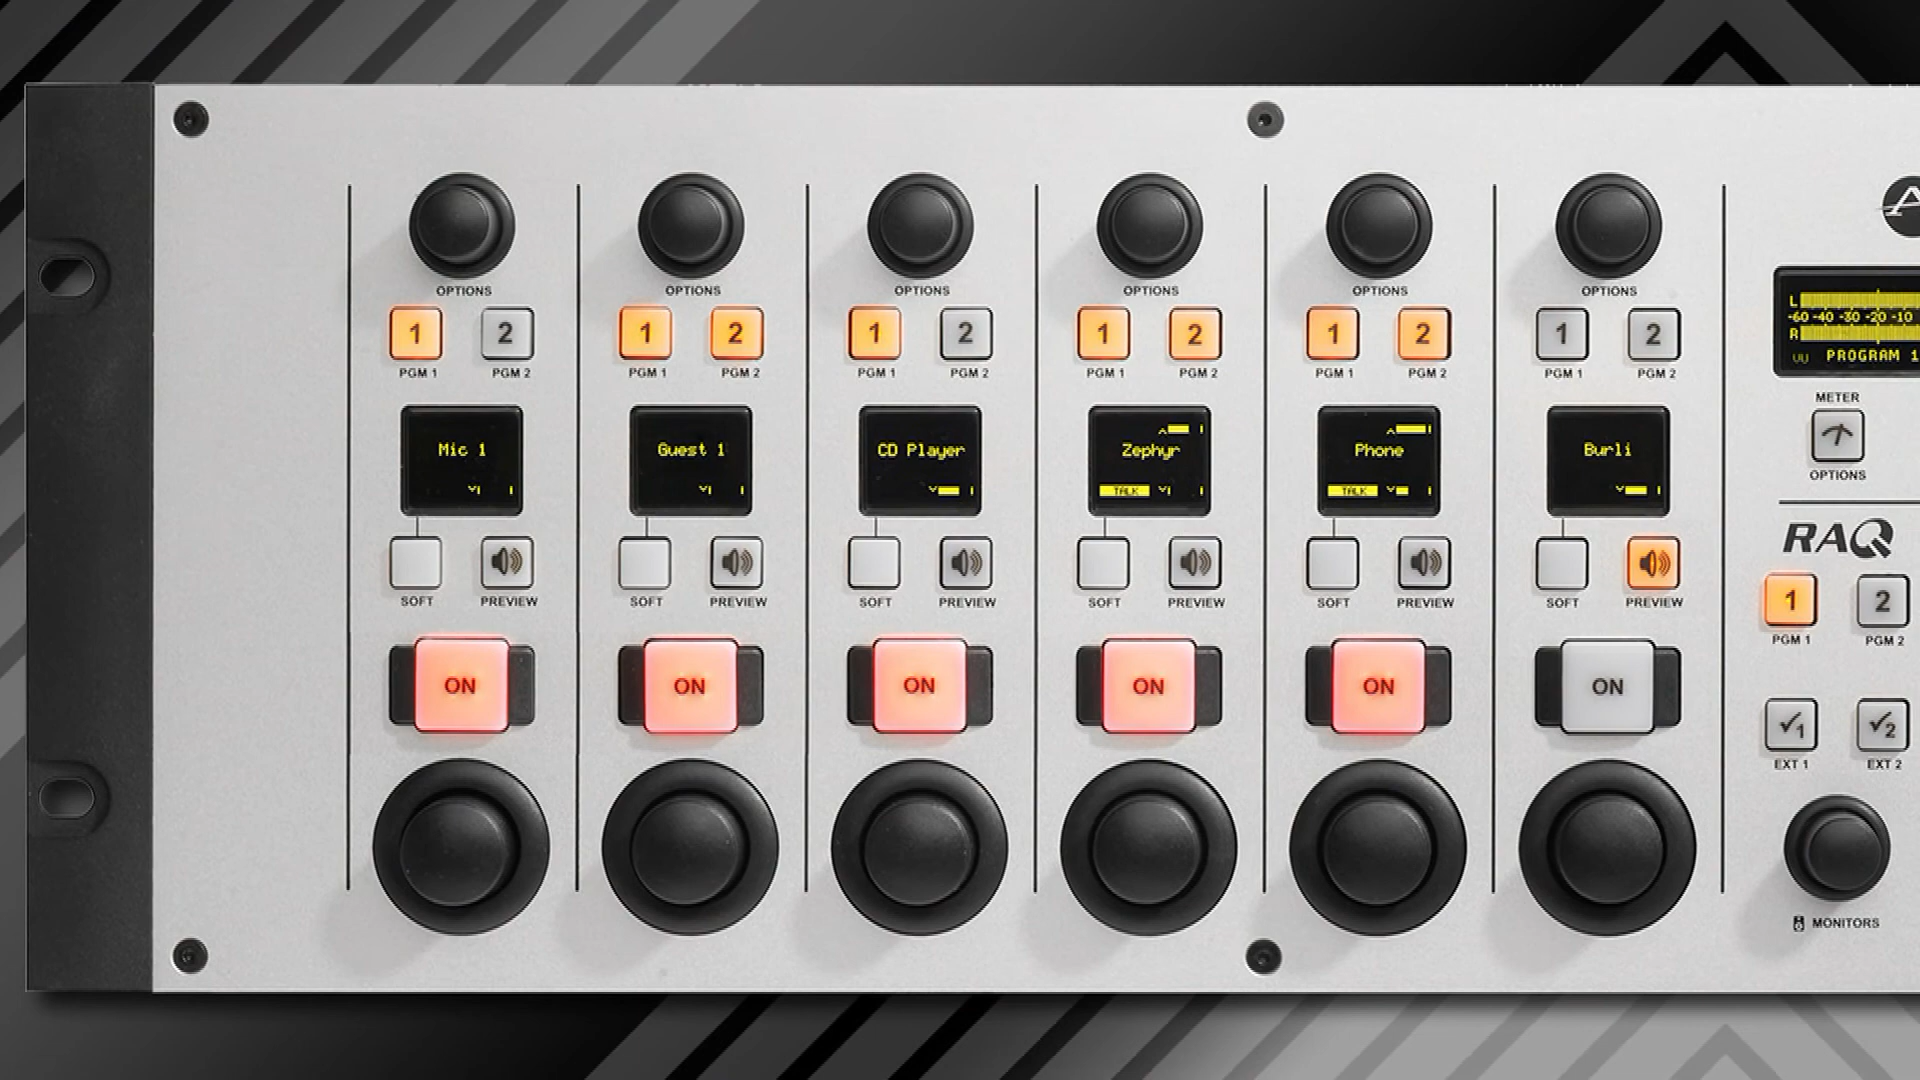 OPTIONS OPTIONS OPTIONS OPTIONS OPTIONS OPTIONS
1 2 1 2 1 2 1 2 1 2 1 2
PGM 1 PGM 2 PGM 1 PGM 2 PGM 1 PGM 2 PGM 1 PGM 2 PGM 1 PGM 2 PGM 1 PGM 2
Mic 1
Guest 1
CD Player
Zephyr
TALK
Phone
TALK
Burli
SOFT PREVIEW SOFT PREVIEW SOFT PREVIEW SOFT PREVIEW SOFT PREVIEW SOFT PREVIEW
ON ON ON ON ON ON
L
-60 -40 -30 -20 -10
R
VU PROGRAM 1
METER
OPTIONS
RAQ
1 2
PGM 1 PGM 2
1 2
EXT 1 EXT 2
MONITORS